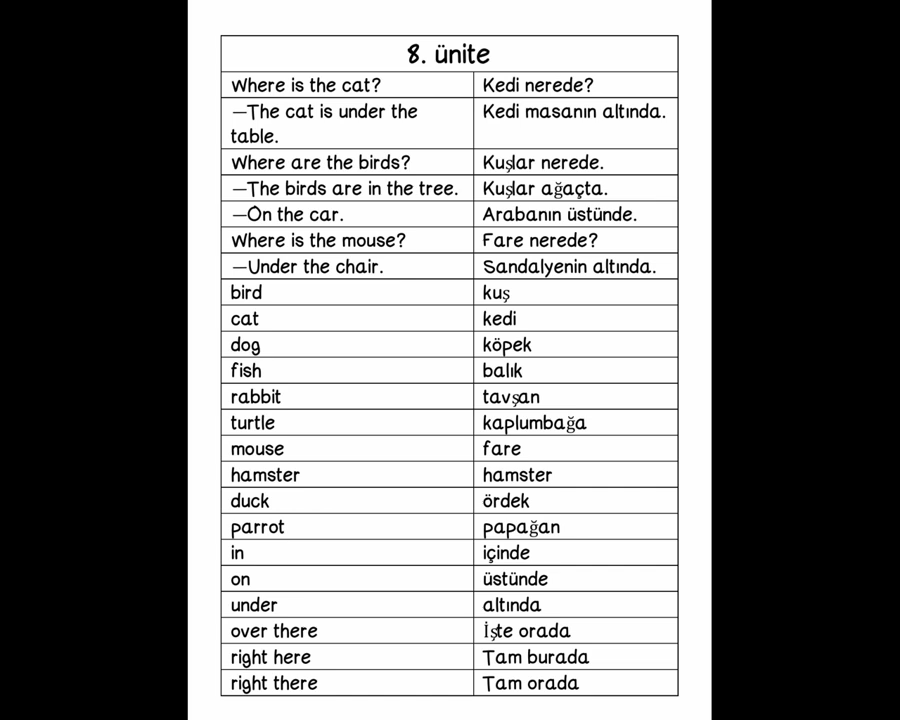 8. ünite
Where is the cat? Kedi nerede?
—The cat is under the Kedi masanın altında.
table.
Where are the birds? Kuşlar nerede.
—The birds are in the tree. Kuşlar ağaçta.
—On the car. Arabanın üstünde.
Where is the mouse? Fare nerede?
—Under the chair. Sandalyenin altında.
bird kuş
cat kedi
dog köpek
fish balık
rabbit tavşan
turtle kaplumbağa
mouse fare
hamster hamster
duck ördek
parrot papağan
in içinde
on üstünde
under altında
over there İşte orada
right here Tam burada
right there Tam orada